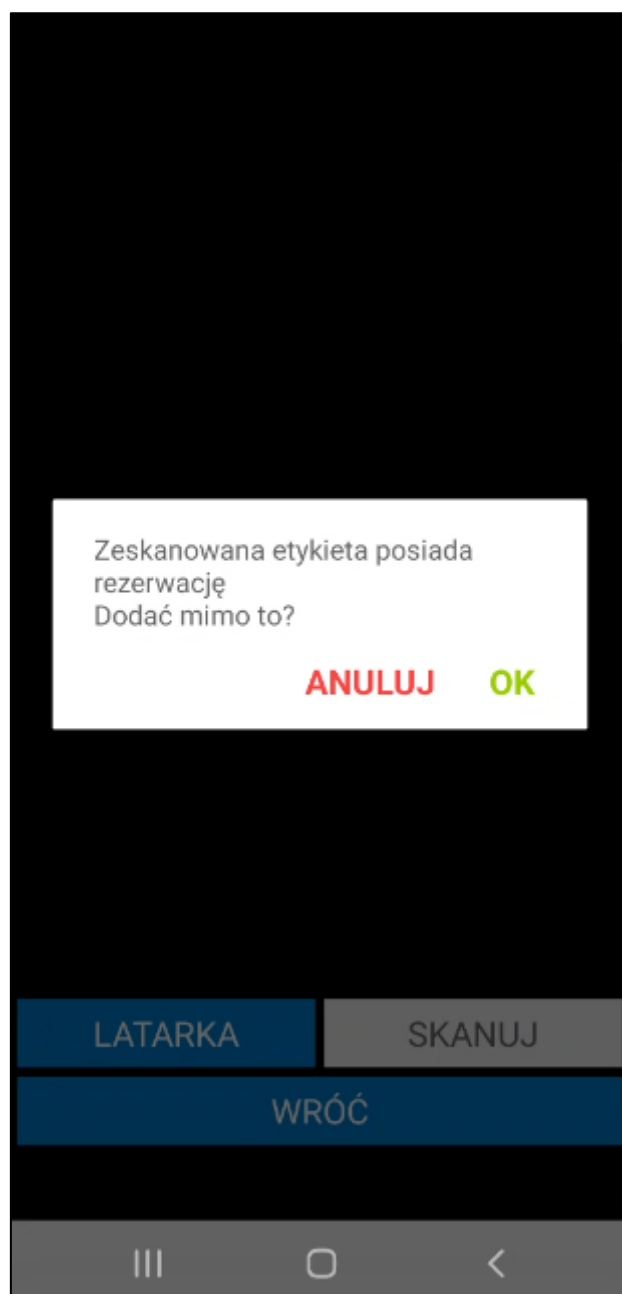 Zeskanowana etykieta posiada
rezerwację
Dodać mimo to?
ANULUJ OK
LATARKA SKANUJ
WRÓĆ